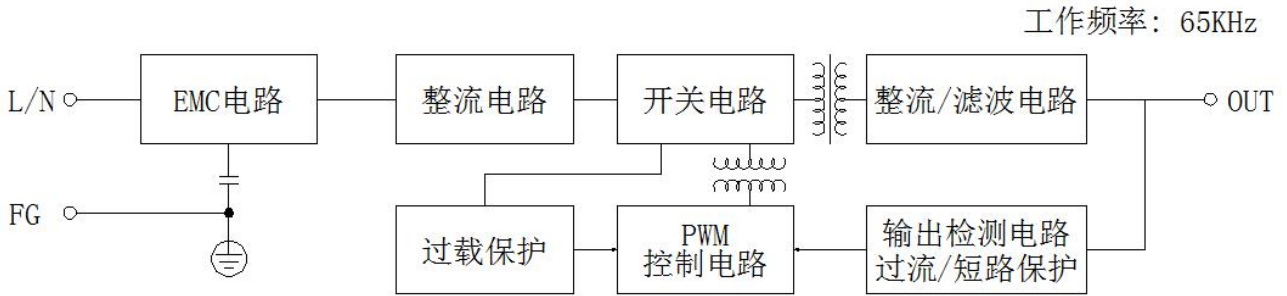 工作频率: 65KHz
L/N
EMC电路
整流电路
开关电路
整流/滤波电路
OUT
FG
过载保护
PWM
控制电路
输出检测电路
过流/短路保护